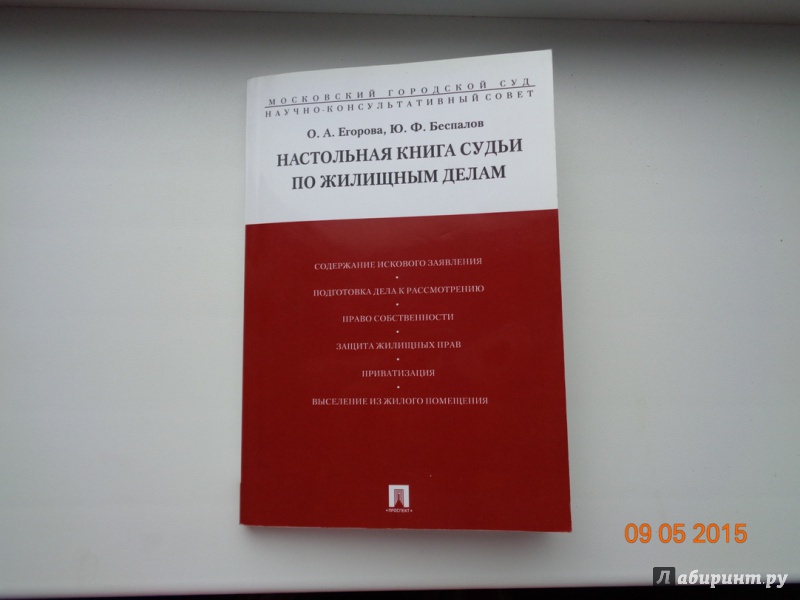 МОСКОВСКИЙ ГОРОДСКОЙ СУД
НАУЧНО-КОНСУЛЬТАТИВНЫЙ СОВЕТ
О. А. Егорова, Ю. Ф. Беспалов
НАСТОЛЬНАЯ КНИГА СУДЬИ
ПО ЖИЛИЩНЫМ ДЕЛАМ
СОДЕРЖАНИЕ ИСКОВОГО ЗАЯВЛЕНИЯ
•
ПОДГОТОВКА ДЕЛА К РАССМОТРЕНИЮ
•
ПРАВО СОБСТВЕННОСТИ
•
ЗАЩИТА ЖИЛИЩНЫХ ПРАВ
•
ПРИВАТИЗАЦИЯ
•
ВЫСЕЛЕНИЕ ИЗ ЖИЛОГО ПОМЕЩЕНИЯ
•ПРОСПЕКТ•
09 05 2015
Лабиринт.ру